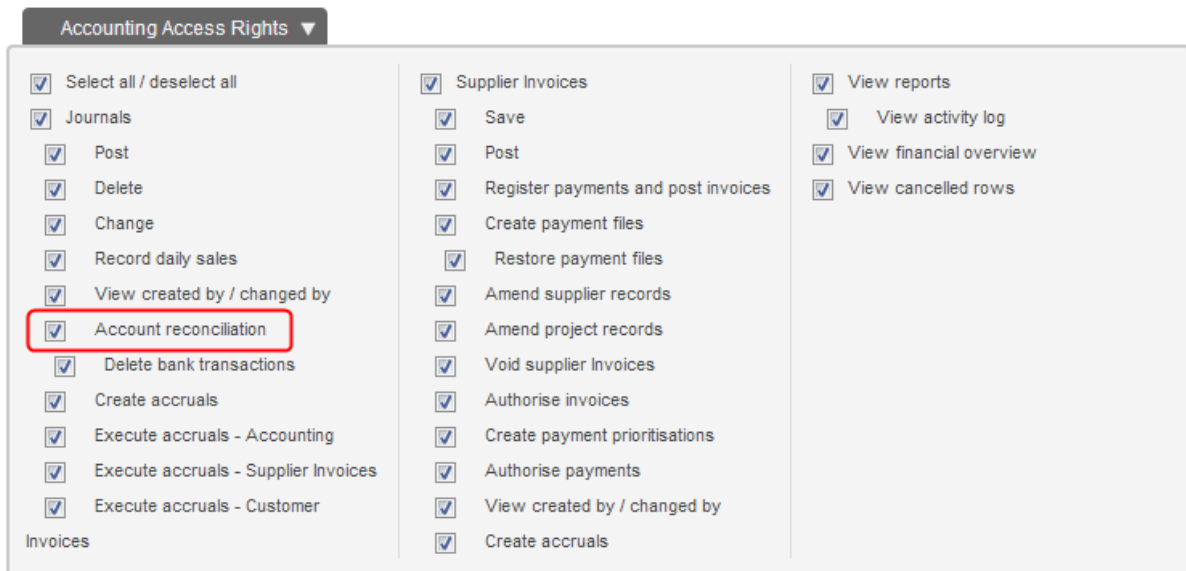 Accounting Access Rights ▼
Select all / deselect all
Journals
Post
Delete
Change
Record daily sales
View created by / changed by
Account reconciliation
Delete bank transactions
Create accruals
Execute accruals - Accounting
Execute accruals - Supplier Invoices
Execute accruals - Customer
Invoices
Supplier Invoices
Save
Post
Register payments and post invoices
Create payment files
Restore payment files
Amend supplier records
Amend project records
Void supplier Invoices
Authorise invoices
Create payment prioritisations
Authorise payments
View created by / changed by
Create accruals
View reports
View activity log
View financial overview
View cancelled rows